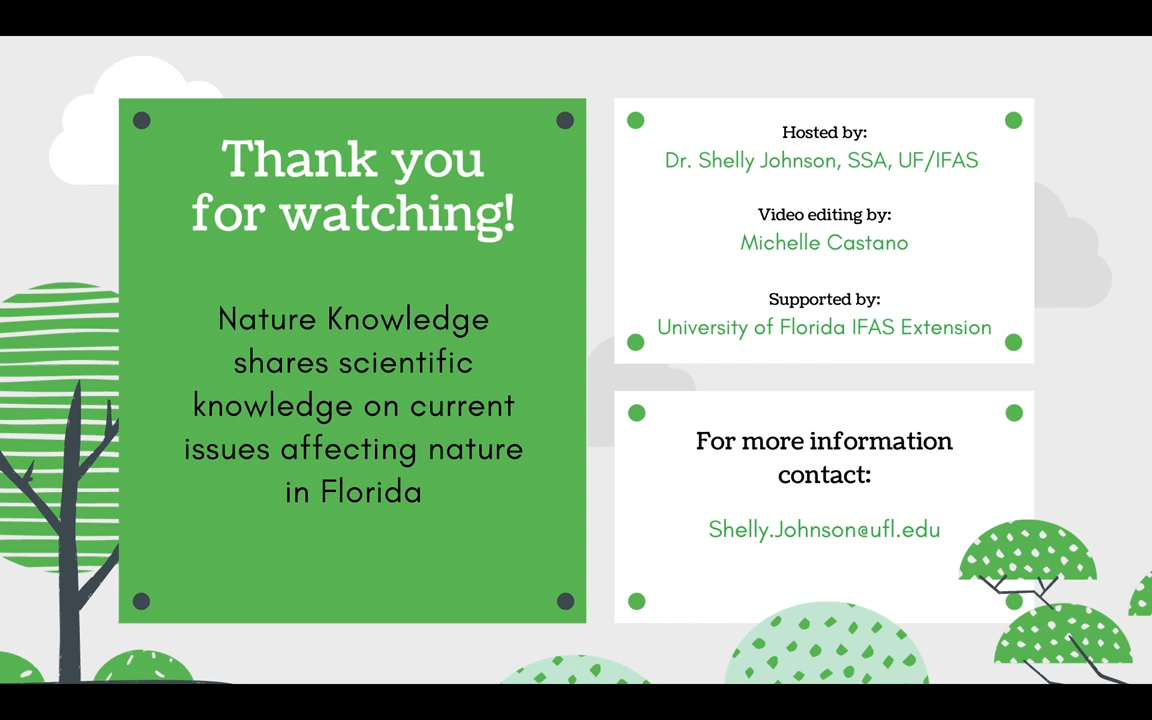 Thank you
for watching!
Nature Knowledge
shares scientific
knowledge on current
issues affecting nature
in Florida
Hosted by:
Dr. Shelly Johnson, SSA, UF/IFAS
Video editing by:
Michelle Castano
Supported by:
University of Florida IFAS Extension
For more information
contact:
Shelly.Johnson@ufl.edu